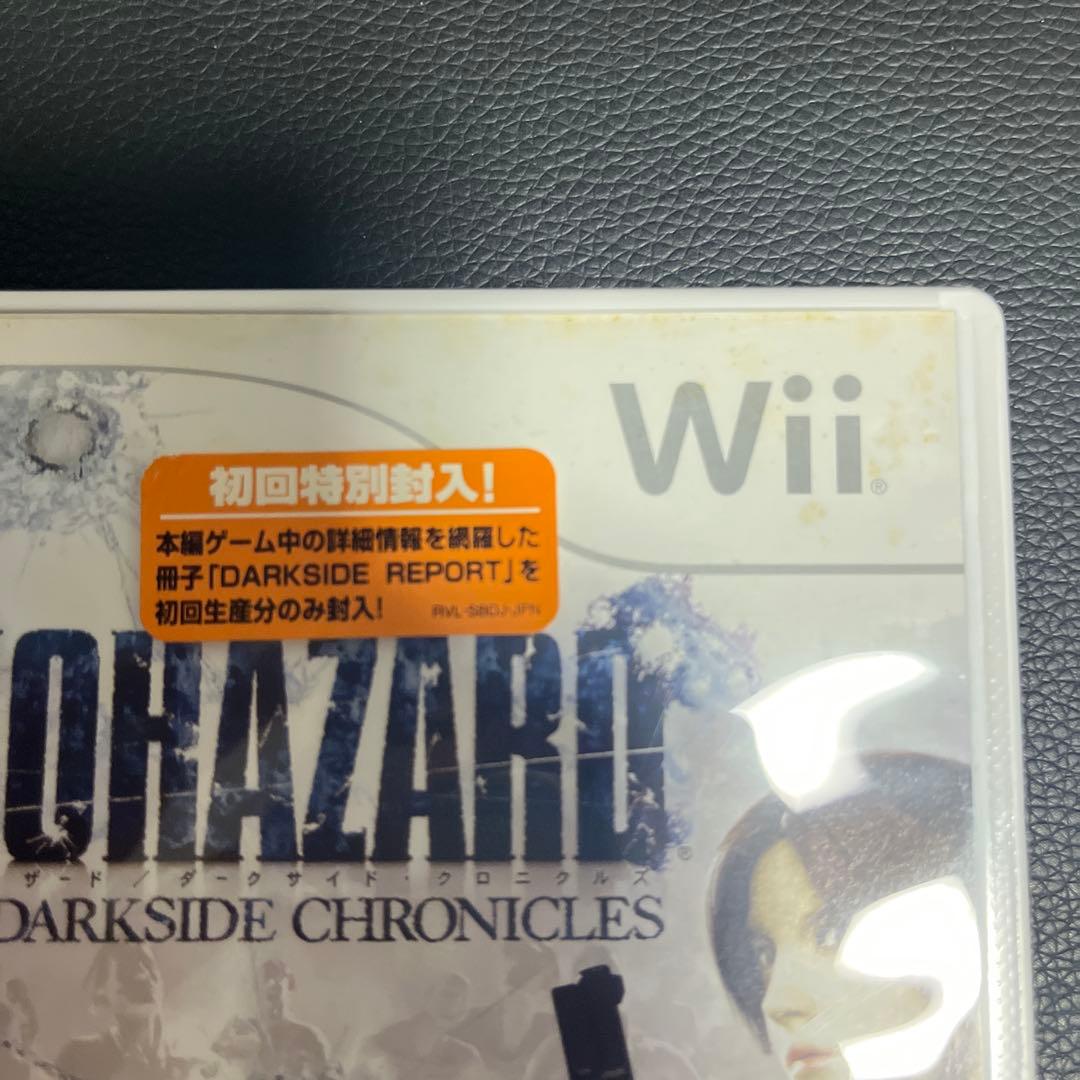 Wii®
初回特別封入!
本編ゲーム中の詳細情報を網羅した
冊子「DARKSIDE REPORT」を
初回生産分のみ封入!
RVL-SBDJ-JPN
OHAZARD®
ザード/ダークサイド・クロニクルズ
DARKSIDE CHRONICLES